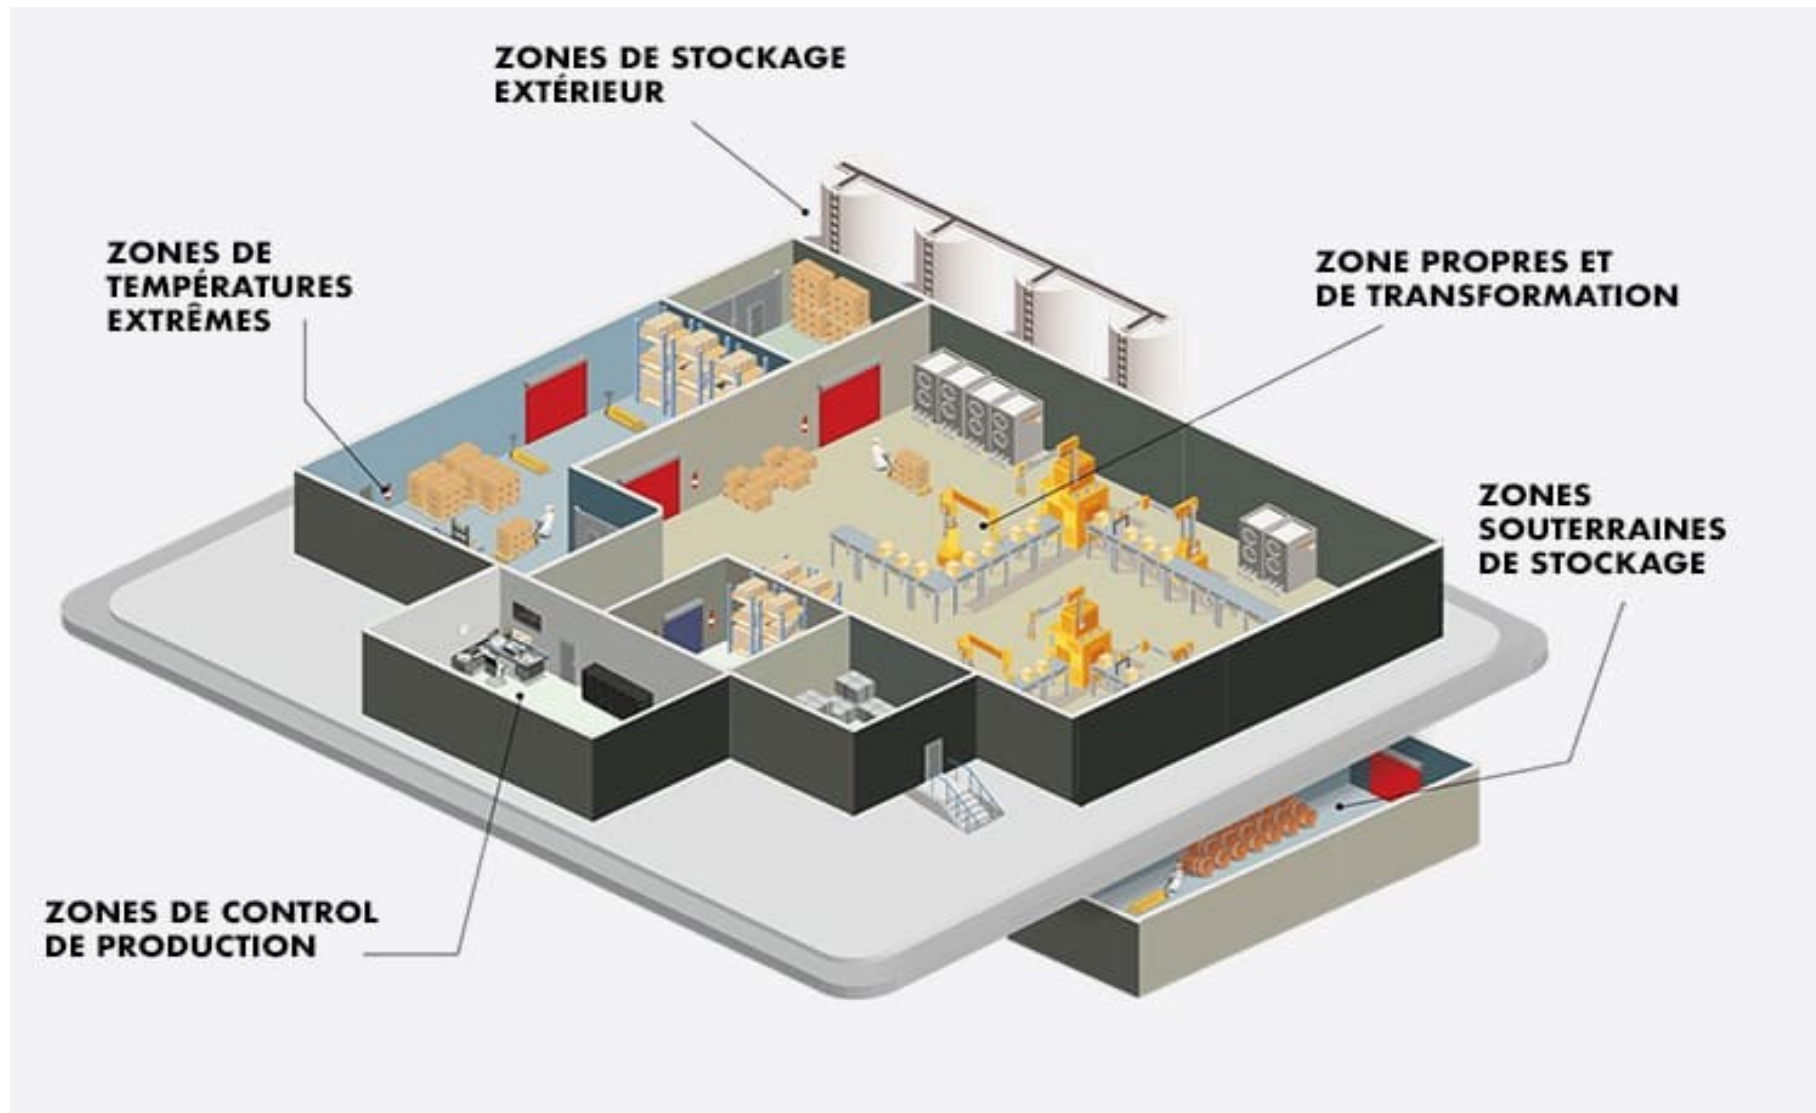 ZONES DE STOCKAGE
EXTÉRIEUR
ZONES DE
TEMPÉRATURES
EXTRÊMES
ZONE PROPRES ET
DE TRANSFORMATION
ZONES
SOUTERRAINES
DE STOCKAGE
ZONES DE CONTROL
DE PRODUCTION